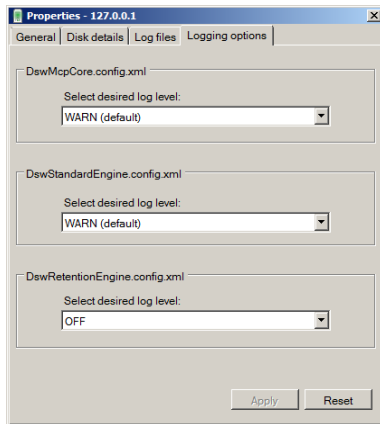 Properties - 127.0.0.1
General Disk details Log files Logging options
DswMcpCore.config.xml
Select desired log level:
WARN (default)
DswStandardEngine.config.xml
Select desired log level:
WARN (default)
DswRetentionEngine.config.xml
Select desired log level:
OFF
Apply Reset